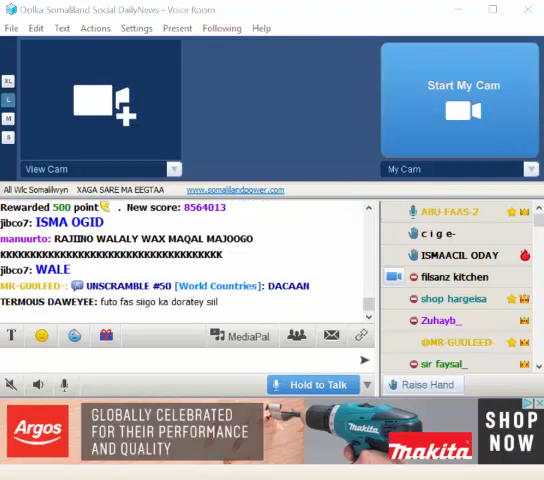 Oolka Somaliland Social DailyNews - Voice Room
File Edit Text Actions Settings Present Following Help
XL
L
M
S
View Cam
Start My Cam
My Cam
All Wlc Somalilwyn XAGA SARE MA EEGTAA www.somalilandpower.com
Rewarded 500 point . New score: 8564013
jibco7: ISMA OGID
manuurto: RAJIINO WALALY WAX MAQAL MAJOOGO
KKKKKKKKKKKKKKKKKKKKKKKKKKKKKKKKKKKKK
jibco7: WALE
MR-GUULEED-: UNSCRAMBLE #50 [World Countries]: DACAAN
TERMOUS DAWEYEE: futo fas siigo ka doratey siil
ABU-FAAS-2
c i g e-
ISMAACIL ODAY
filsanz kitchen
shop hargeisa
Zuhayb_
@MR-GUULEED-
sir faysal_
T MediaPal
Hold to Talk
Raise Hand
Argos
GLOBALLY CELEBRATED
FOR THEIR PERFORMANCE
AND QUALITY
makita
Makita
SHOP
NOW